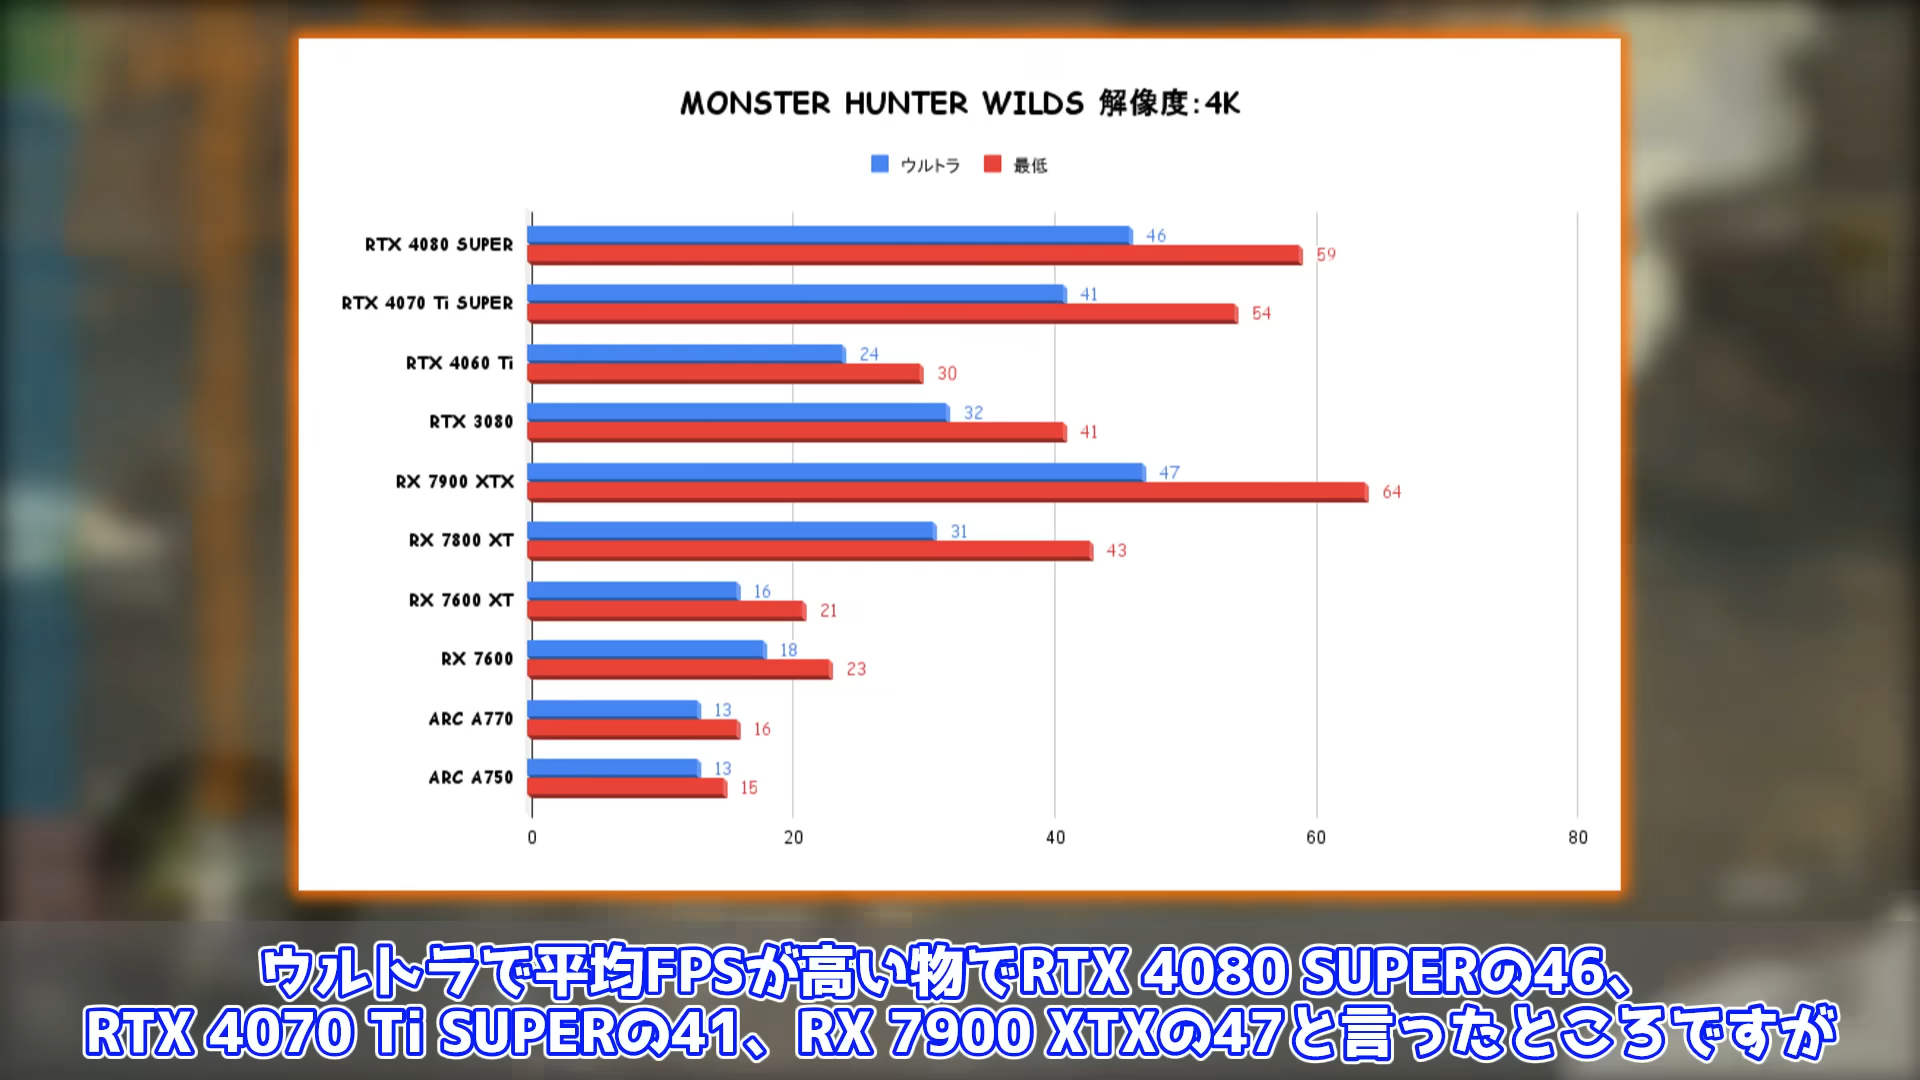 MONSTER HUNTER WILDS 解像度:4K
ウルトラ 最低
RTX 4080 SUPER 46 59
RTX 4070 Ti SUPER 41 54
RTX 4060 Ti 24 30
RTX 3080 32 41
RX 7900 XTX 47 64
RX 7800 XT 31 43
RX 7600 XT 16 21
RX 7600 18 23
ARC A770 13 16
ARC A750 13 15
0 20 40 60 80
ウルトラで平均FPSが高い物でRTX 4080 SUPERの46、
RTX 4070 Ti SUPERの41、RX 7900 XTXの47と言ったところですが